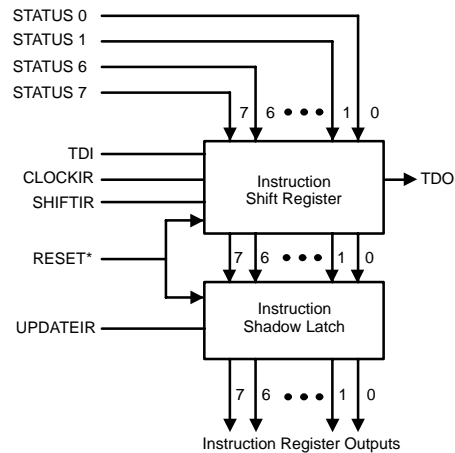 STATUS 0
STATUS 1
STATUS 6
STATUS 7
7 6 ••• 1 0
TDI
CLOCKIR
SHIFTIR
Instruction
Shift Register
TDO
7 6 ••• 1 0
RESET*
Instruction
Shadow Latch
UPDATEIR
7 6 ••• 1 0
Instruction Register Outputs